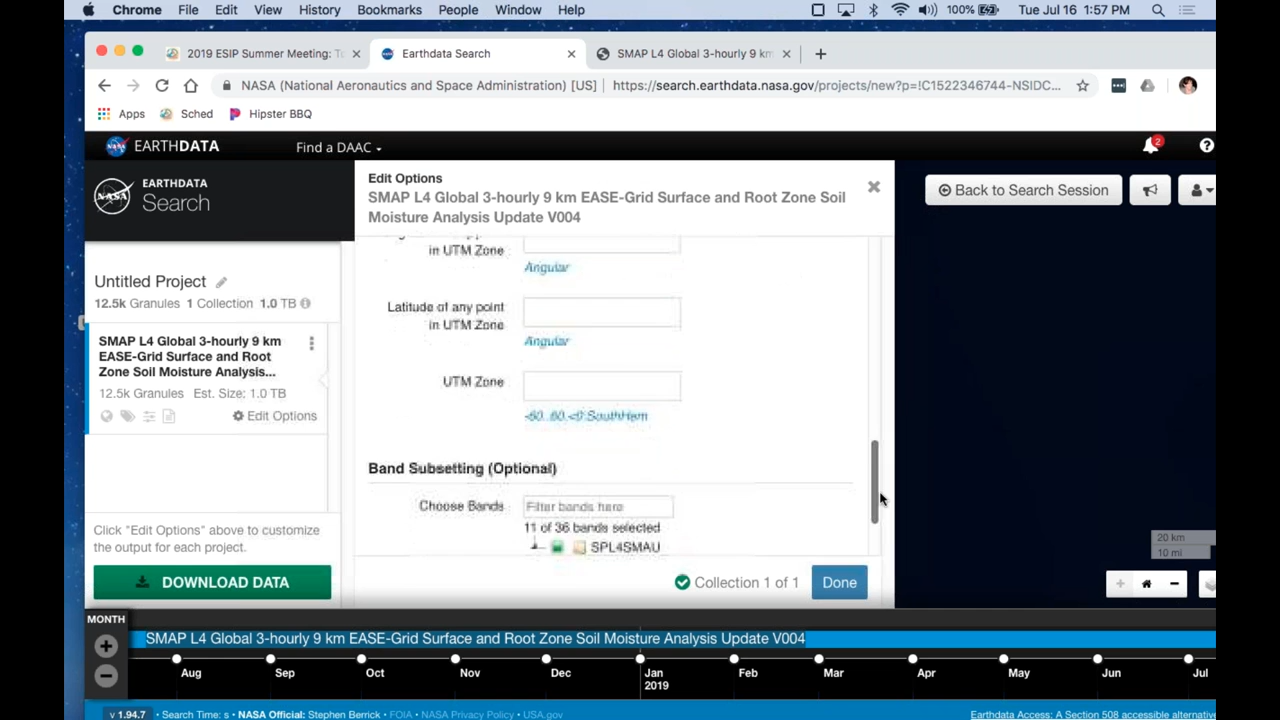 Chrome File Edit View History Bookmarks People Window Help 100% Tue Jul 16 1:57 PM
2019 ESIP Summer Meeting: Tu Earthdata Search SMAP L4 Global 3-hourly 9 km
NASA (National Aeronautics and Space Administration) [US] https://search.earthdata.nasa.gov/projects/new?p=!C1522346744-NSIDC...
Apps Sched Hipster BBQ
EARTHDATA Find a DAAC 2
EARTHDATA
Search
Edit Options
SMAP L4 Global 3-hourly 9 km EASE-Grid Surface and Root Zone Soil
Moisture Analysis Update V004
Back to Search Session
in UTM Zone
Angular
Untitled Project
12.5k Granules 1 Collection 1.0 TB
Latitude of any point
in UTM Zone
Angular
SMAP L4 Global 3-hourly 9 km
EASE-Grid Surface and Root
Zone Soil Moisture Analysis...
12.5k Granules Est. Size: 1.0 TB
Edit Options
UTM Zone
-60..60 <0 SouthHem
Band Subsetting (Optional)
Choose Bands Filter bands here
11 of 36 bands selected
SPL4SMAU
Click "Edit Options" above to customize
the output for each project.
DOWNLOAD DATA
Collection 1 of 1 Done
20 km
10 mi
MONTH
SMAP L4 Global 3-hourly 9 km EASE-Grid Surface and Root Zone Soil Moisture Analysis Update V004
Aug Sep Oct Nov Dec Jan Feb Mar Apr May Jun Jul
2019
v 1.94.7 • Search Time: s • NASA Official: Stephen Berrick • FOIA • NASA Privacy Policy • USA.gov
Earthdata Access: A Section 508 accessible alternative